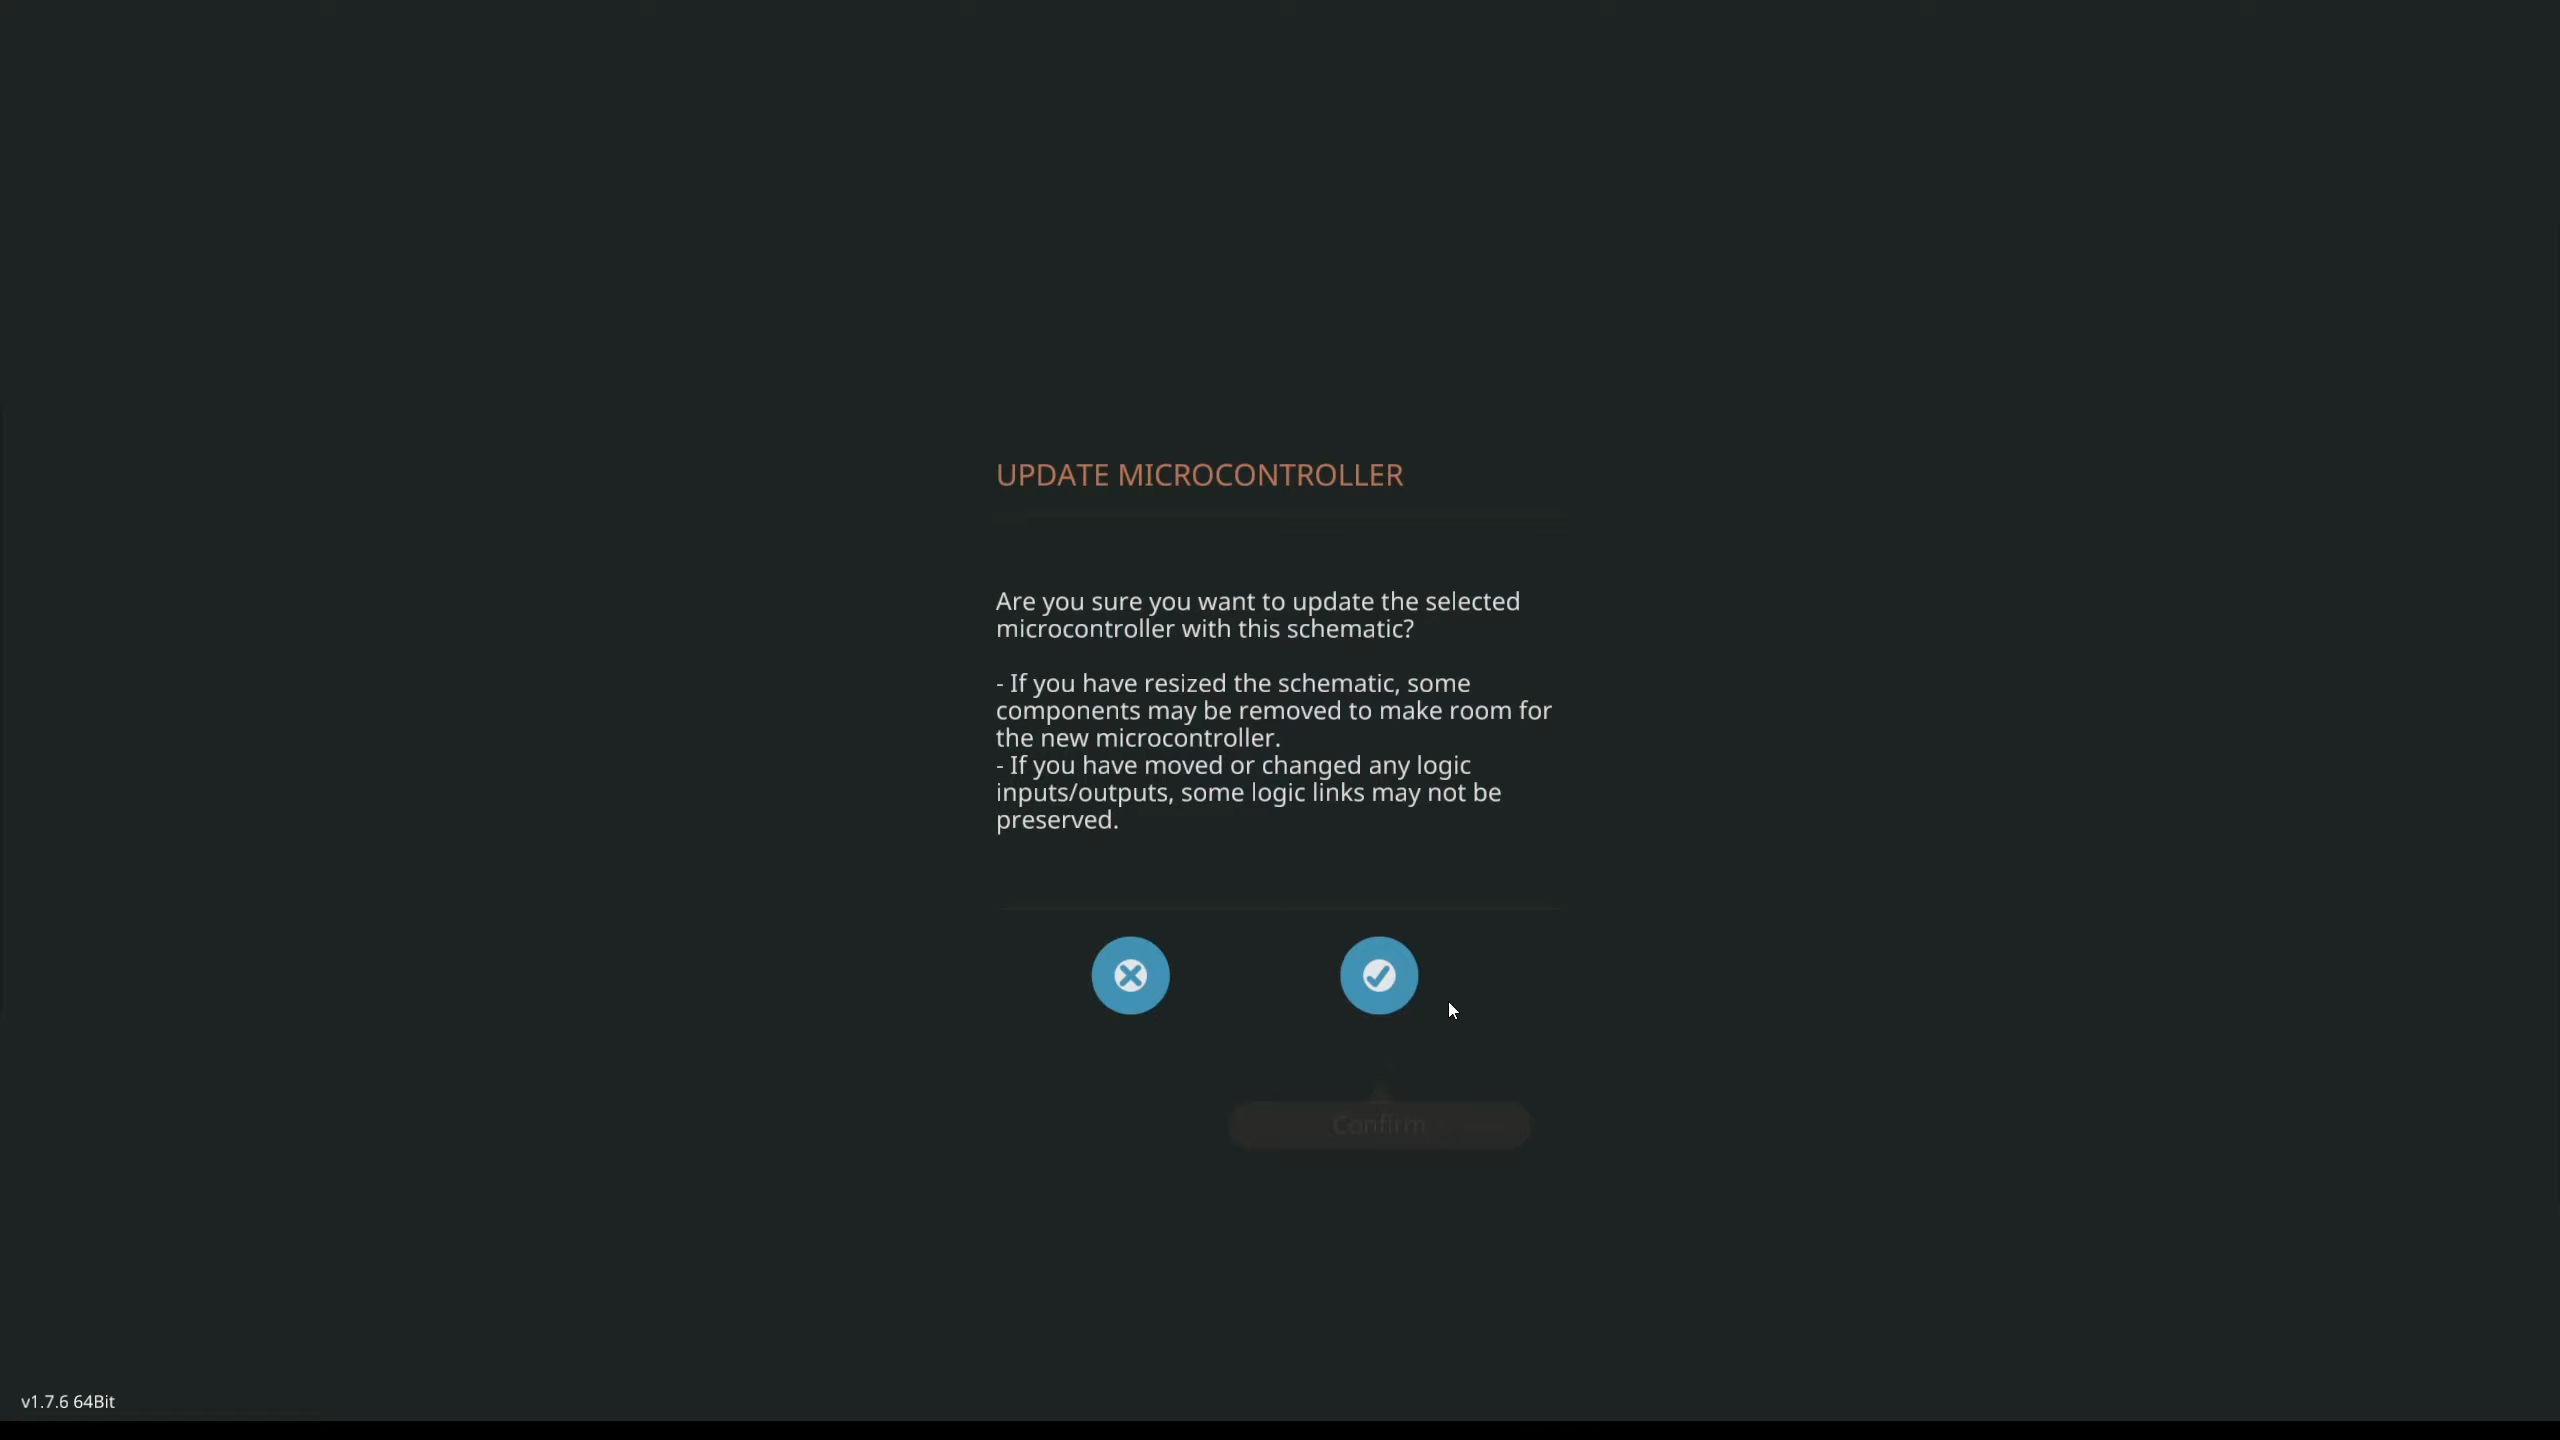 UPDATE MICROCONTROLLER
Are you sure you want to update the selected
microcontroller with this schematic?
- If you have resized the schematic, some
components may be removed to make room for
the new microcontroller.
- If you have moved or changed any logic
inputs/outputs, some logic links may not be
preserved.
Confirm
v1.7.6 64Bit